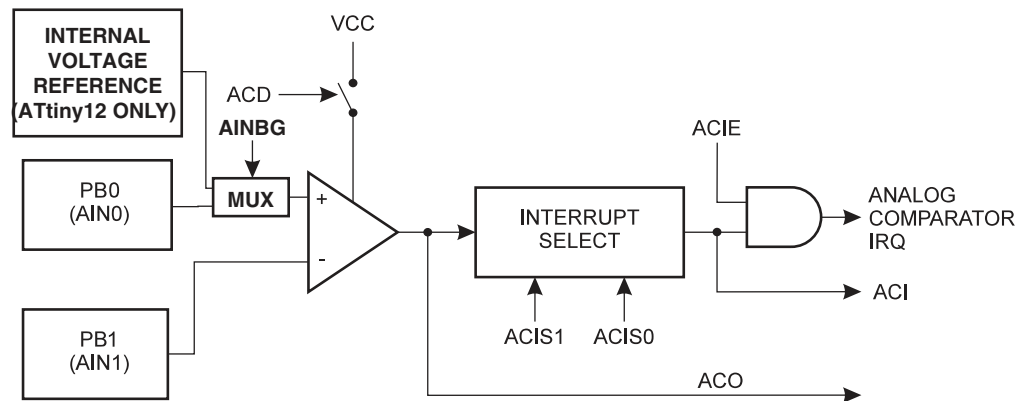 INTERNAL
VOLTAGE
REFERENCE
(ATtiny12 ONLY)
VCC
ACD
AINBG
MUX
PB0
(AIN0)
+
-
PB1
(AIN1)
INTERRUPT
SELECT
ACIS1
ACIS0
ACIE
ANALOG
COMPARATOR
IRQ
ACI
ACO